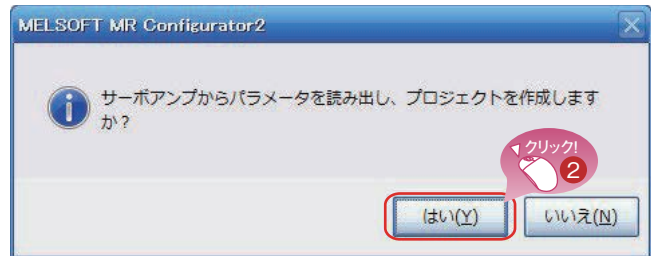 MELSOFT MR Configurator2
サーボアンプからパラメータを読み出し、プロジェクトを作成します
か？
クリック!
2
はい(Y)
いいえ(N)